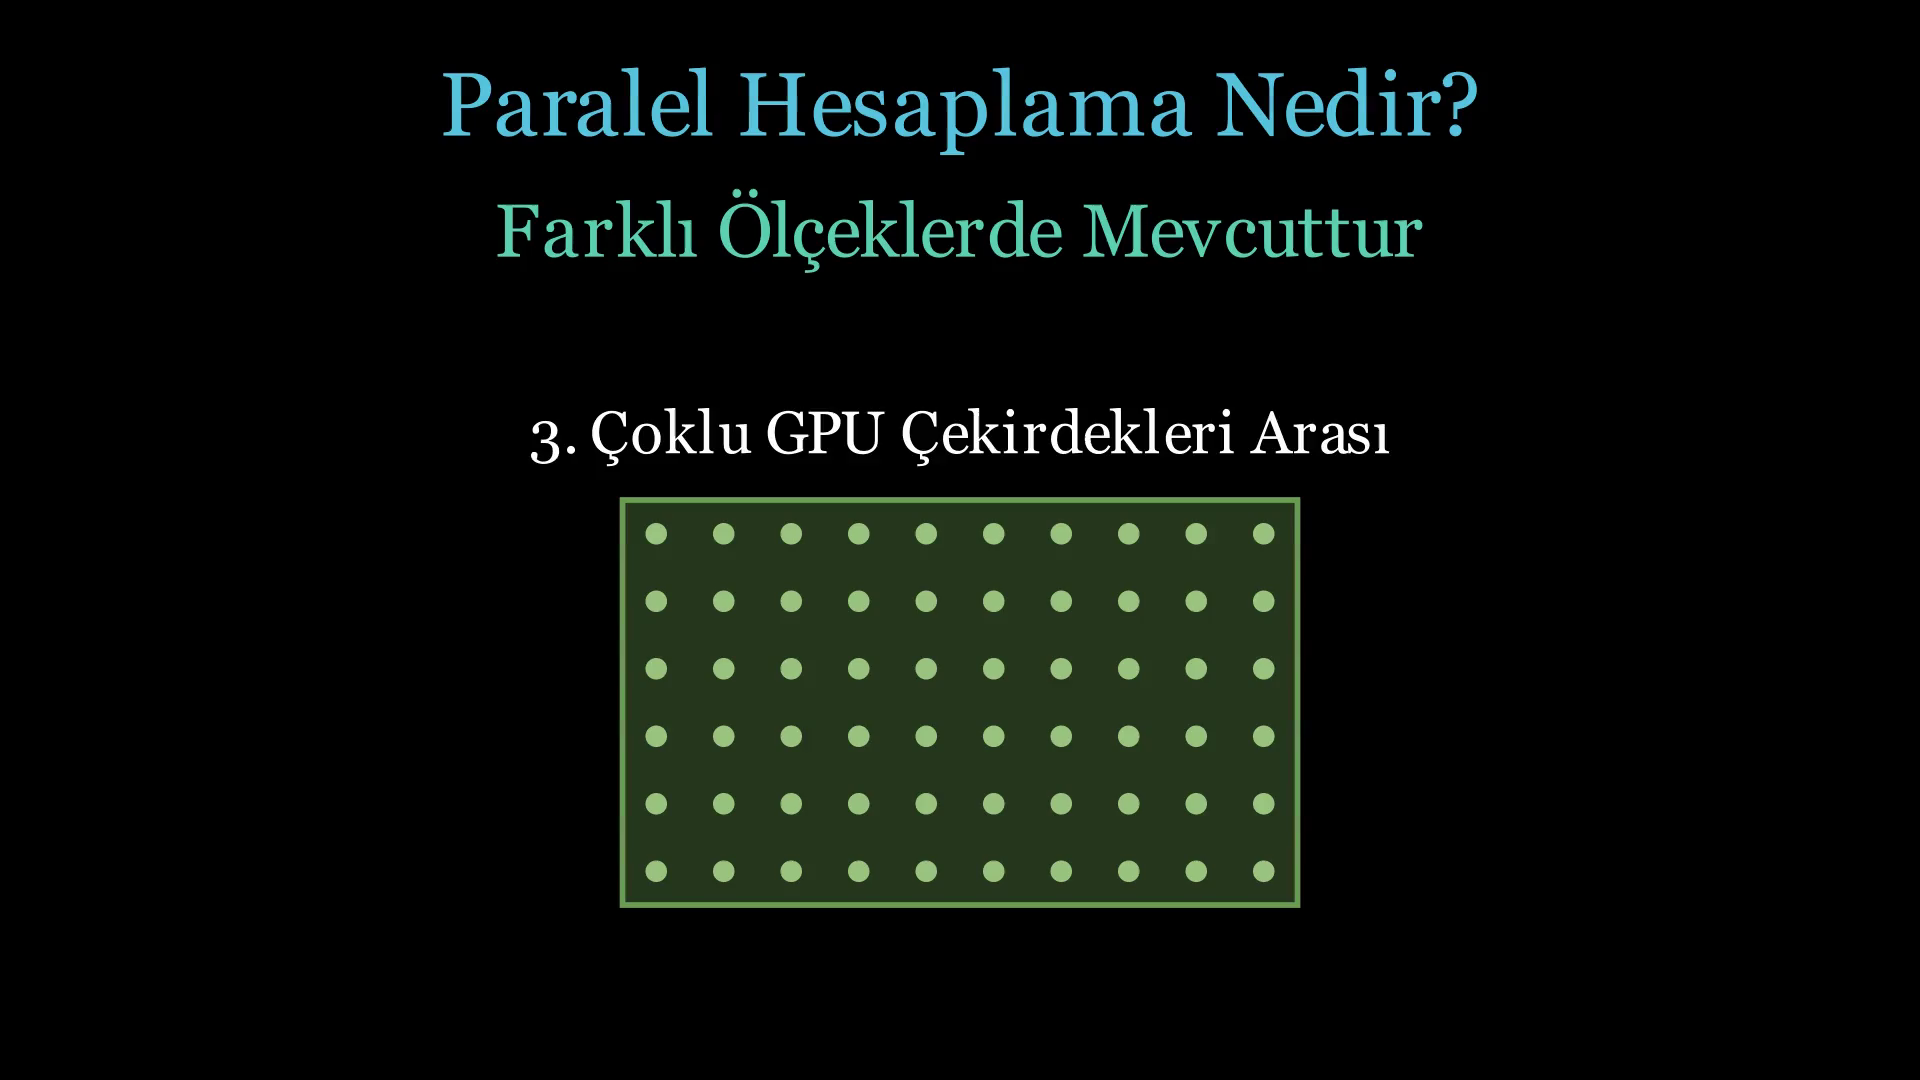 Paralel Hesaplama Nedir?
Farklı Ölçeklerde Mevcuttur
3. Çoklu GPU Çekirdekleri Arası